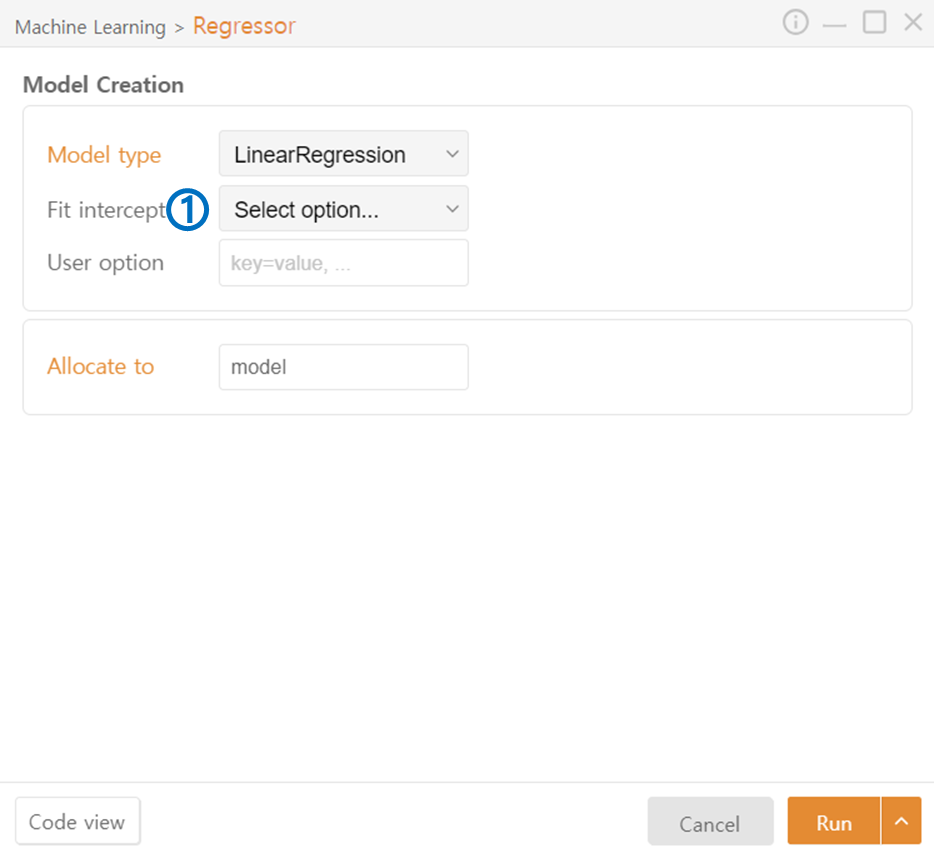 Machine Learning > Regressor
Model Creation
Model type LinearRegression
Fit intercept ① Select option...
User option key=value, ...
Allocate to model
Code view Cancel Run